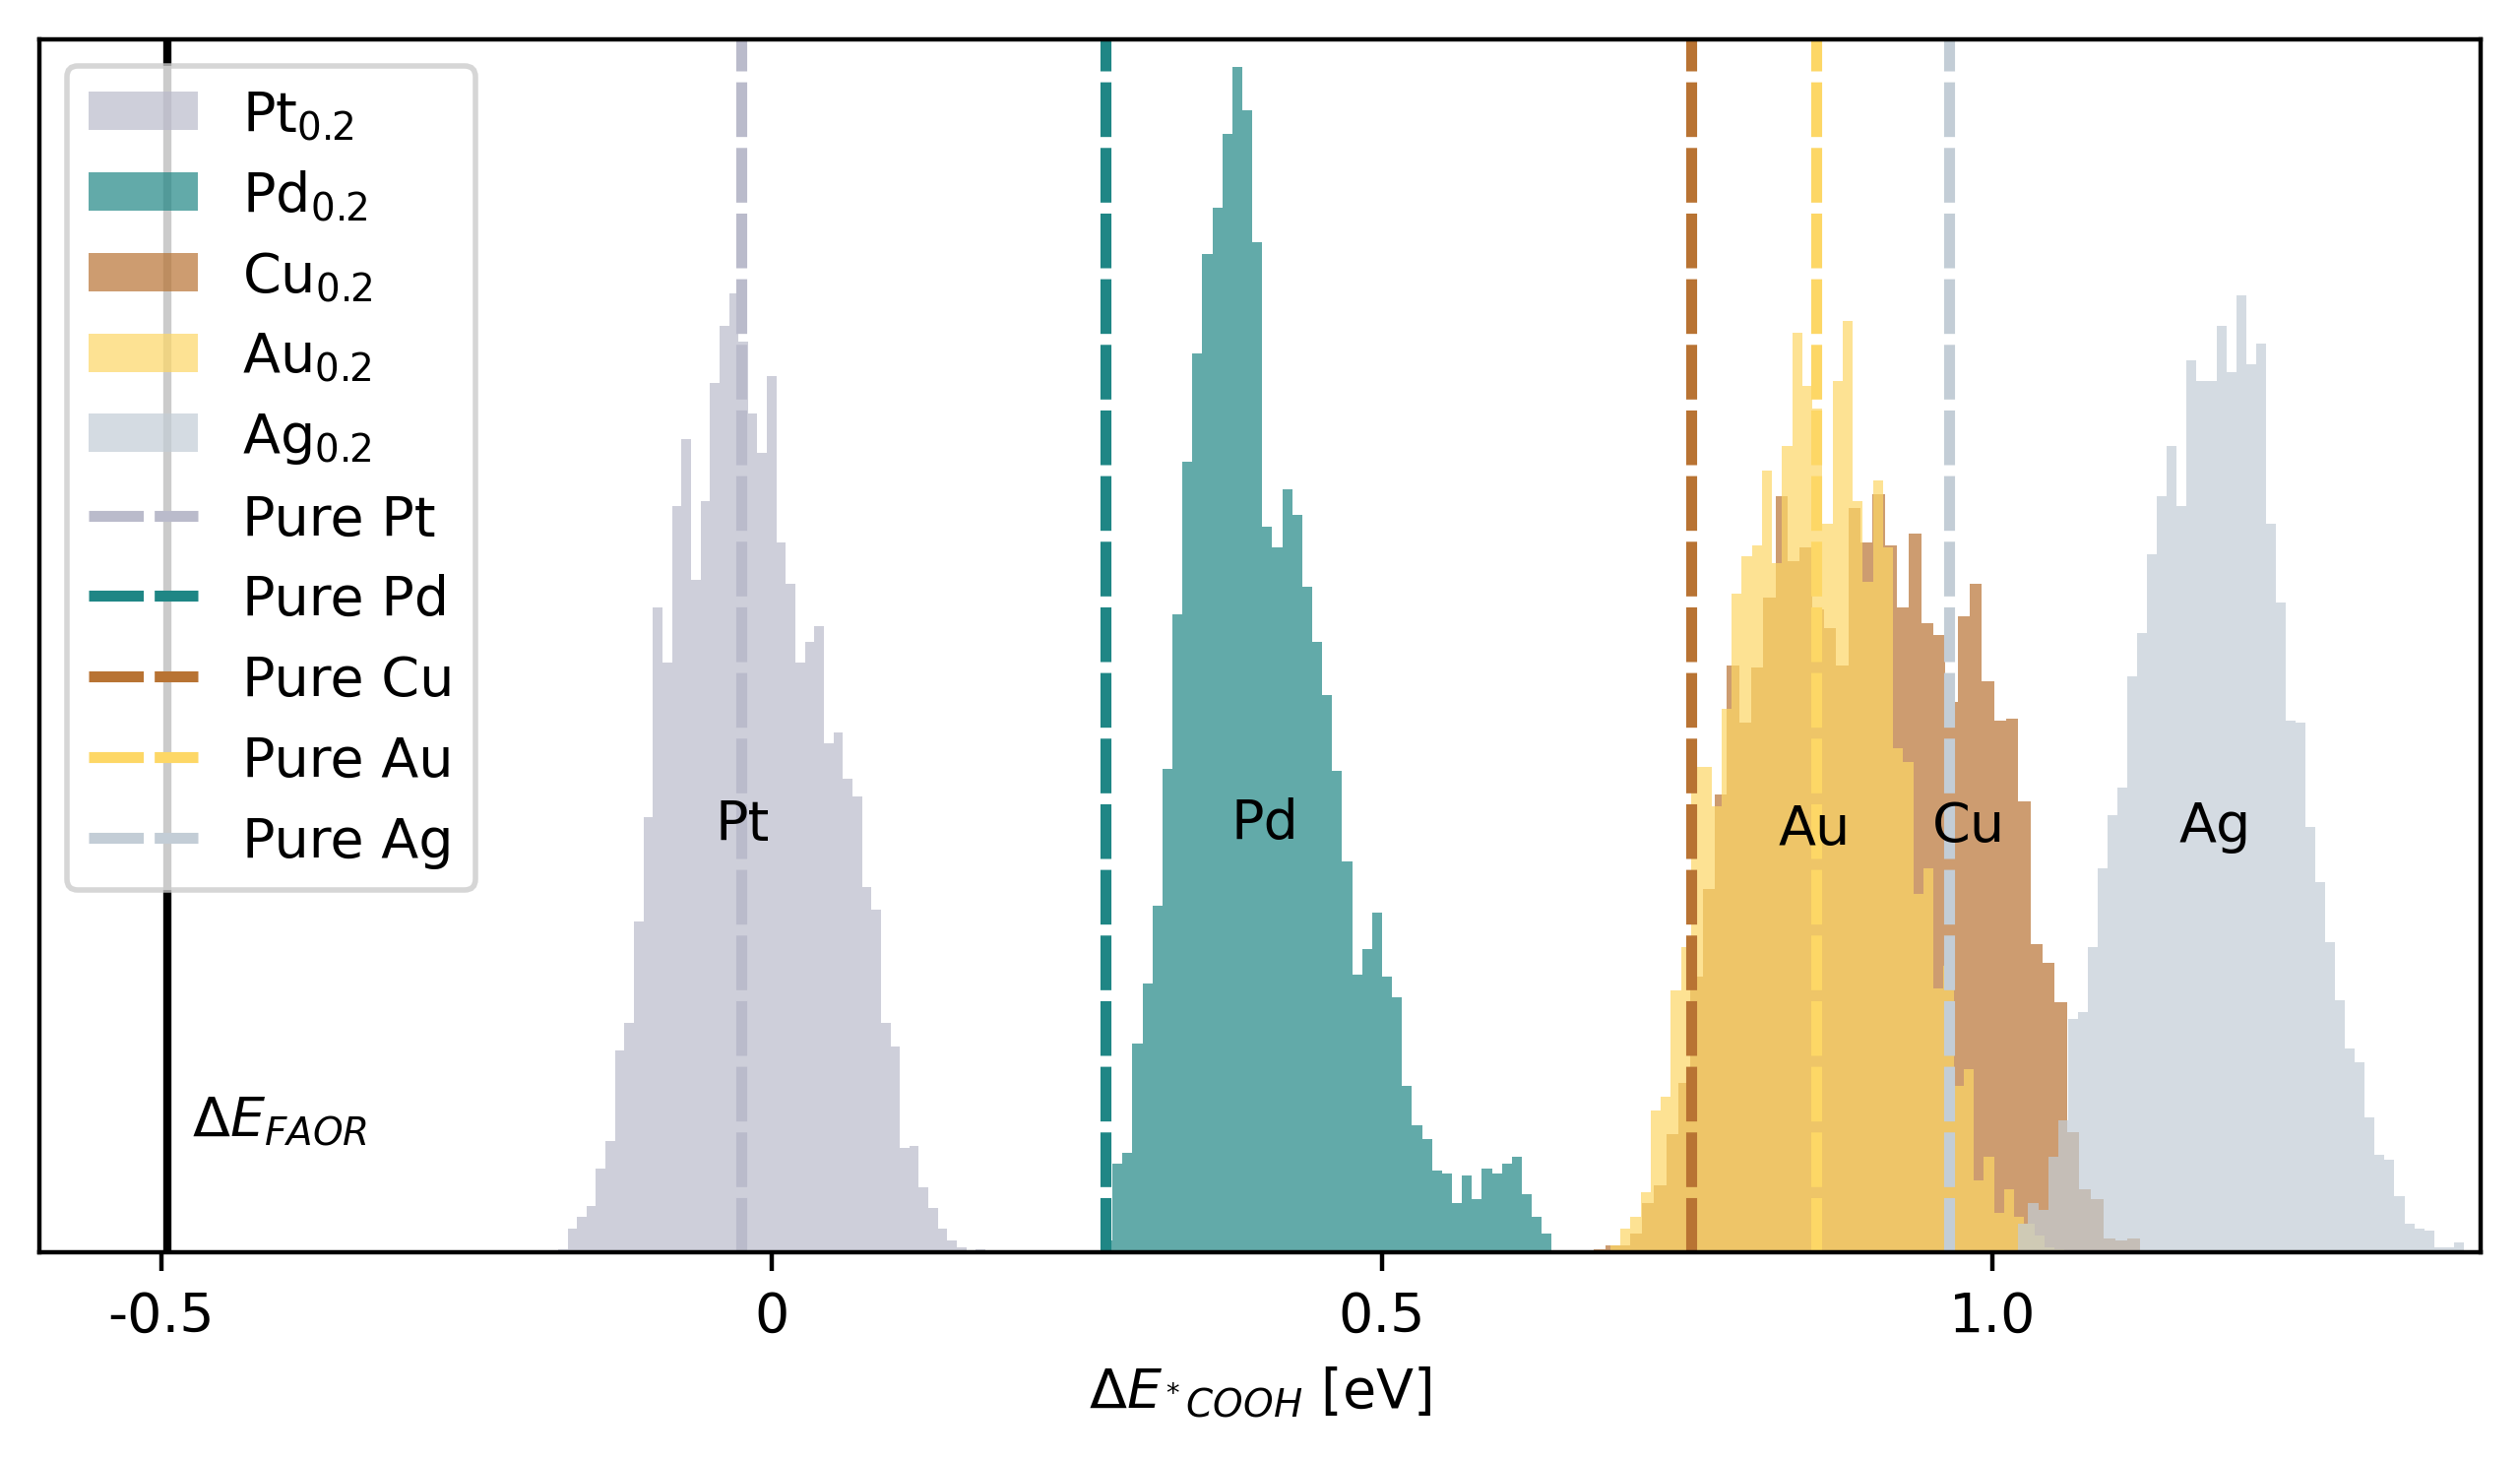 Pt0.2
Pd0.2
Cu0.2
Au0.2
Ag0.2
Pure Pt
Pure Pd
Pure Cu
Pure Au
Pure Ag
Pt
Pd
Au
Cu
Ag
ΔE_FAOR
-0.5 0 0.5 1.0
ΔE*COOH [eV]